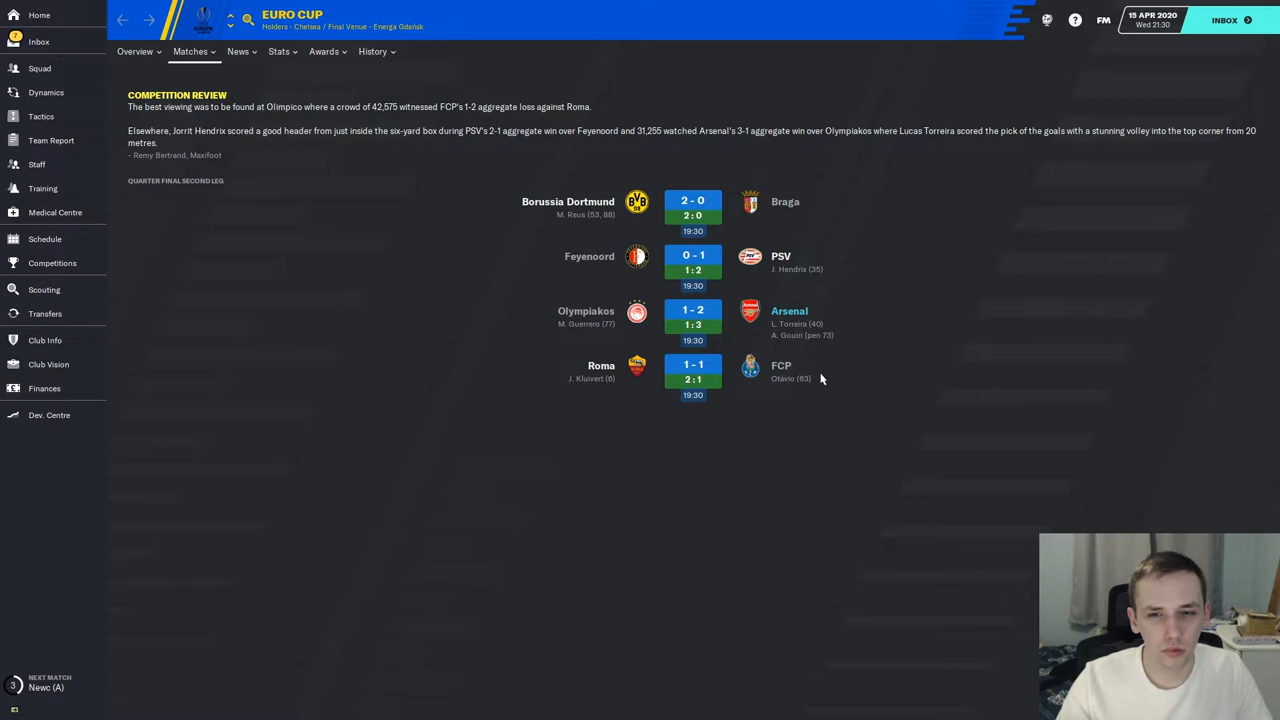 Home
EURO CUP
Holders - Chelsea / Final Venue - Energa Gdańsk
FM
15 APR 2020
Wed 21:30
INBOX
7
Inbox
Overview
Matches
News
Stats
Awards
History
Squad
Dynamics
Tactics
Team Report
Staff
Training
Medical Centre
Schedule
Competitions
Scouting
Transfers
Club Info
Club Vision
Finances
Dev. Centre
COMPETITION REVIEW
The best viewing was to be found at Olimpico where a crowd of 42,575 witnessed FCP's 1-2 aggregate loss against Roma.
Elsewhere, Jorrit Hendrix scored a good header from just inside the six-yard box during PSV's 2-1 aggregate win over Feyenoord and 31,255 watched Arsenal's 3-1 aggregate win over Olympiakos where Lucas Torreira scored the pick of the goals with a stunning volley into the top corner from 20
metres.
- Remy Bertrand, Maxifoot
QUARTER FINAL SECOND LEG
Borussia Dortmund 2 - 0 Braga
M. Reus (53, 88) 2 : 0
19:30
Feyenoord 0 - 1 PSV
1 : 2 J. Hendrix (35)
19:30
Olympiakos 1 - 2 Arsenal
M. Guerrero (77) 1 : 3 L. Torreira (40)
A. Gouiri (pen 73)
19:30
Roma 1 - 1 FCP
J. Kluivert (6) 2 : 1 Otávio (63)
19:30
3
NEXT MATCH
Newc (A)